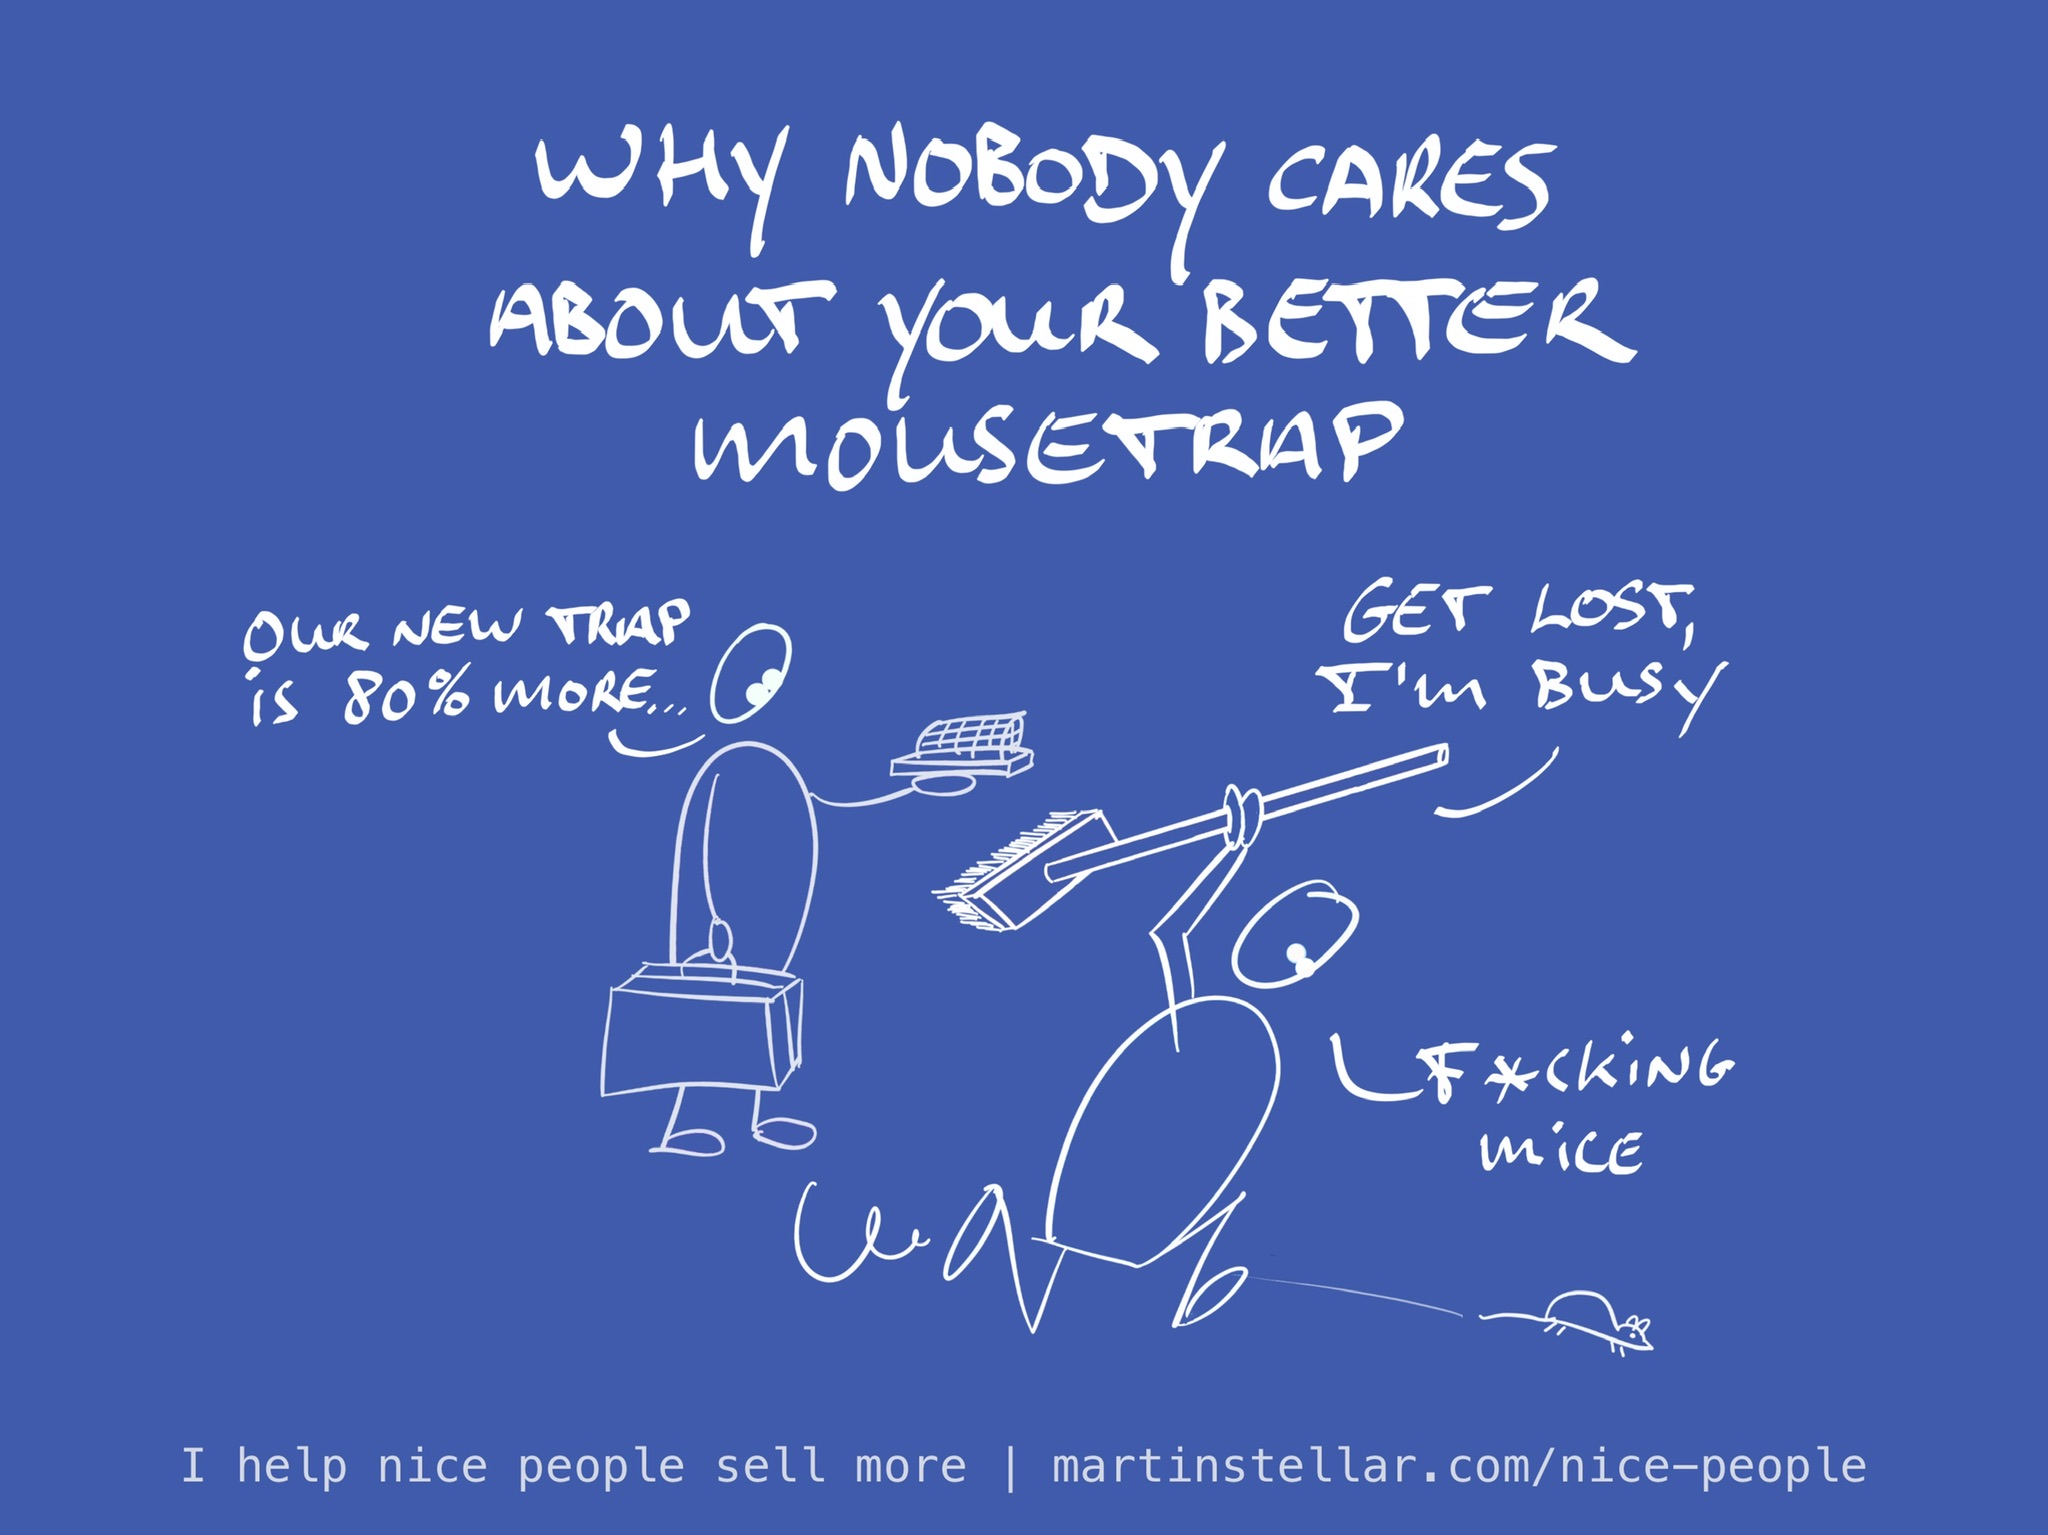 WHY NOBODY CARES
ABOUT YOUR BETTER
MOUSETRAP
OUR NEW TRAP
is 80% MORE...
GET LOST,
I'm BUSY
F*CKiNG
miCE
I help nice people sell more | martinstellar.com/nice-people